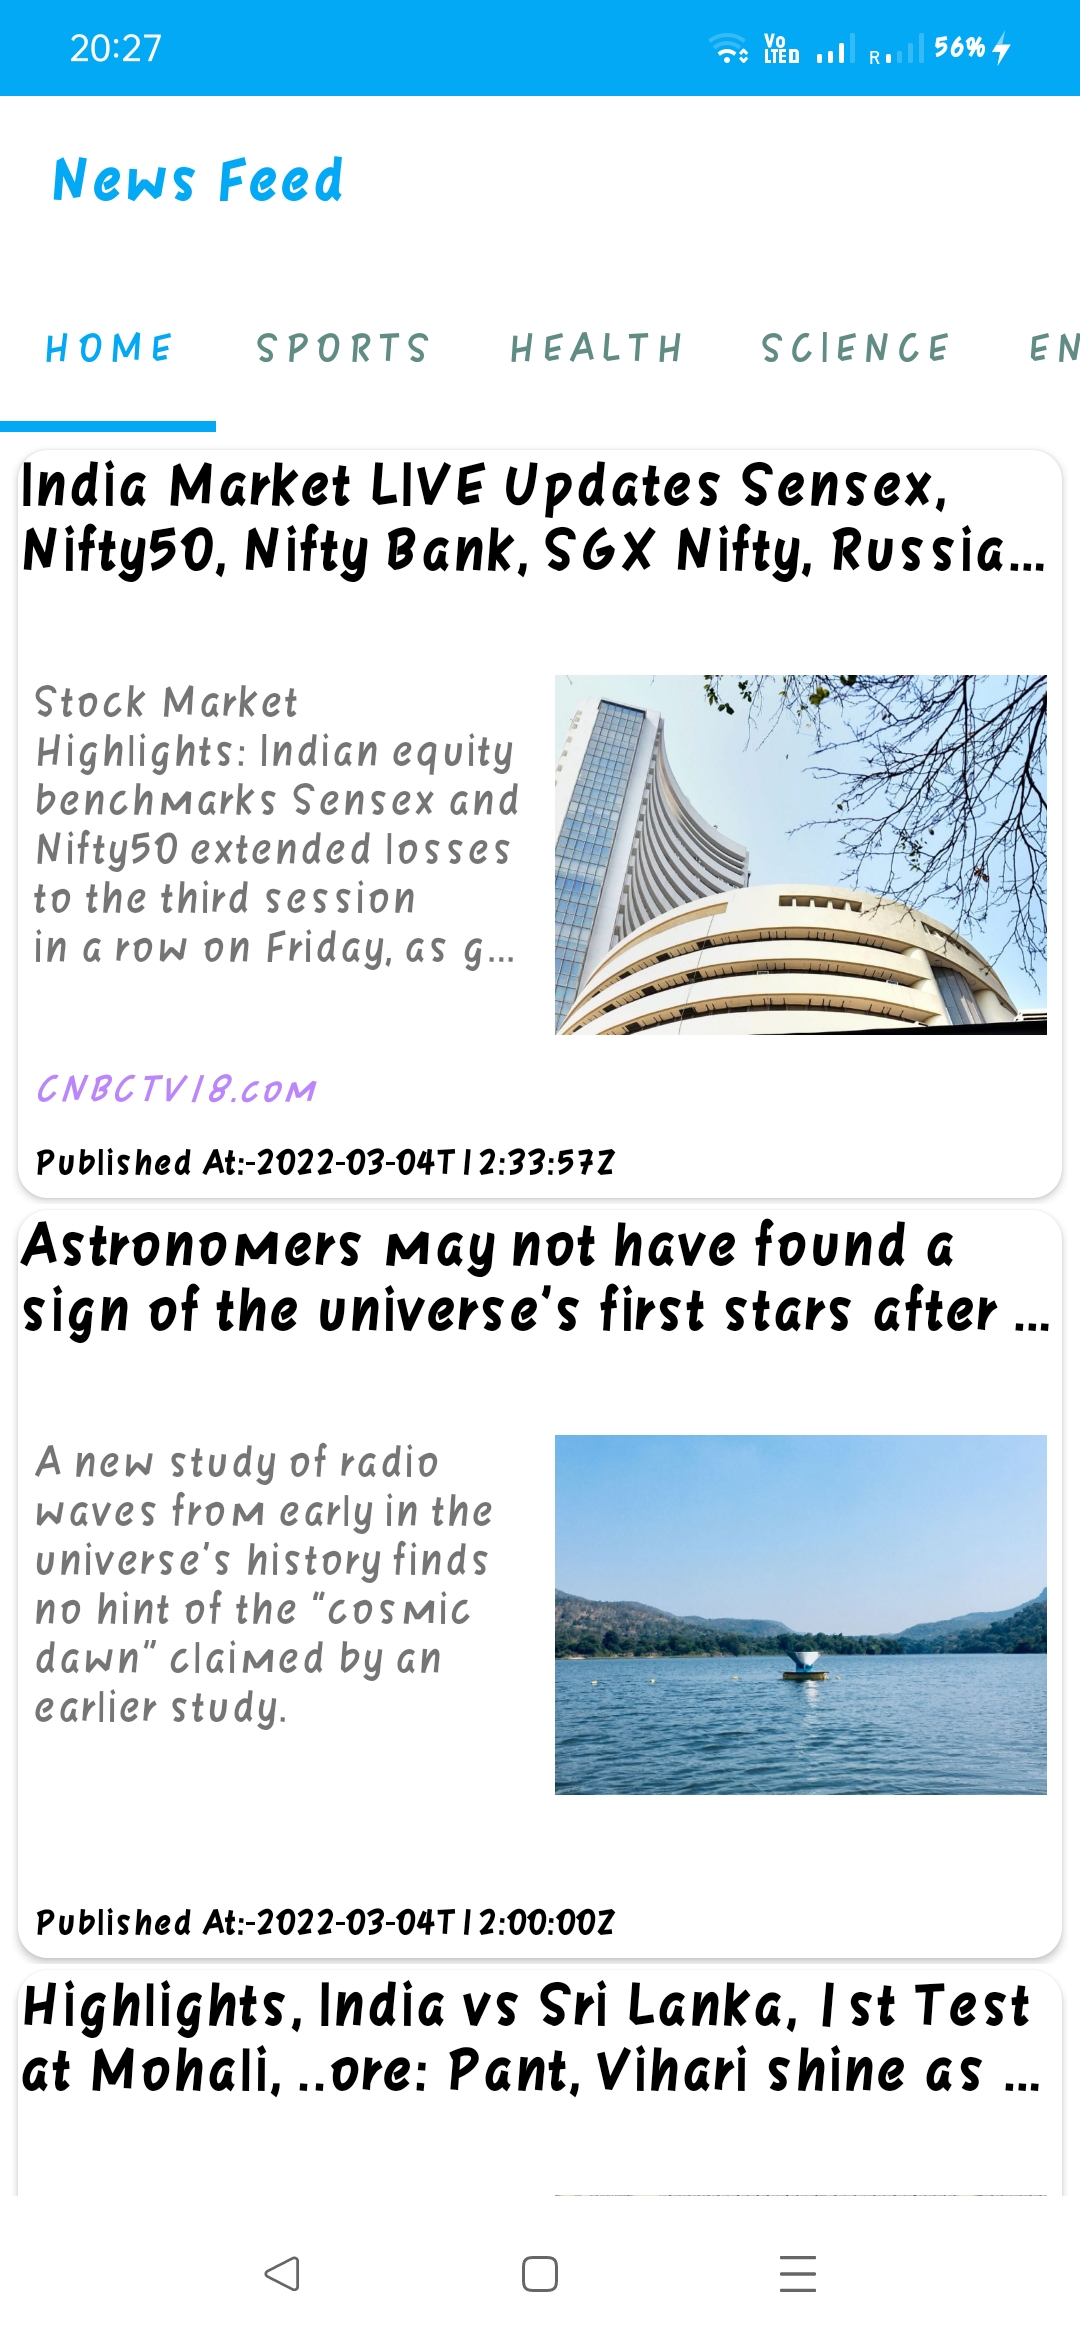 20:27
Vo LTE
R
56%
News Feed
HOME SPORTS HEALTH SCIENCE EN
India Market LIVE Updates Sensex,
Nifty50, Nifty Bank, SGX Nifty, Russia...
Stock Market
Highlights: Indian equity
benchmarks Sensex and
Nifty50 extended losses
to the third session
in a row on Friday, as g...
CNBCTV18.com
Published At:-2022-03-04T12:33:57Z
Astronomers may not have found a
sign of the universe's first stars after ...
A new study of radio
waves from early in the
universe's history finds
no hint of the “cosmic
dawn” claimed by an
earlier study.
Published At:-2022-03-04T12:00:00Z
Highlights, India vs Sri Lanka, 1st Test
at Mohali, ..ore: Pant, Vihari shine as ...